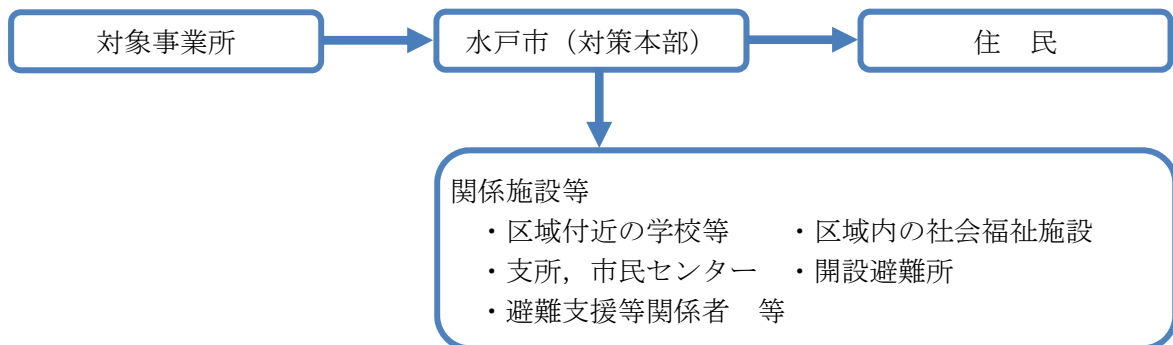 対象事業所
水戸市（対策本部）
住　民
関係施設等
・区域付近の学校等　　・区域内の社会福祉施設
・支所，市民センター　・開設避難所
・避難支援等関係者　等